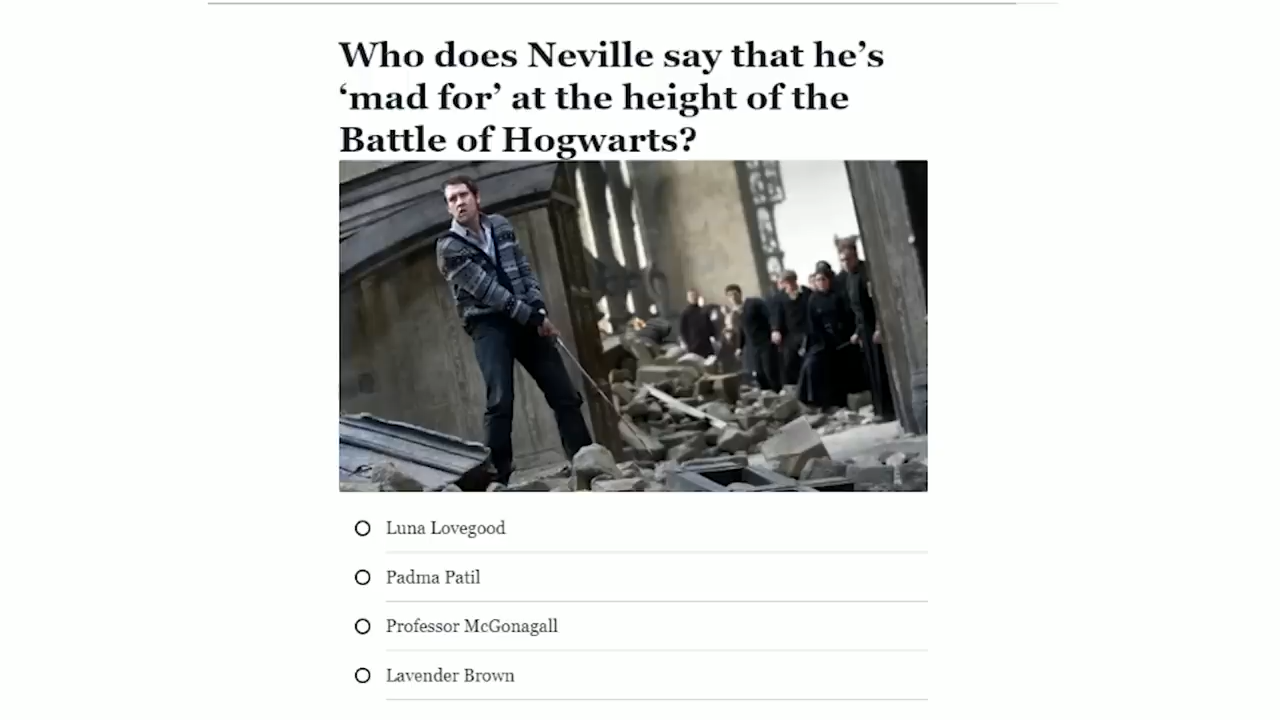 Who does Neville say that he’s
‘mad for’ at the height of the
Battle of Hogwarts?
Luna Lovegood
Padma Patil
Professor McGonagall
Lavender Brown